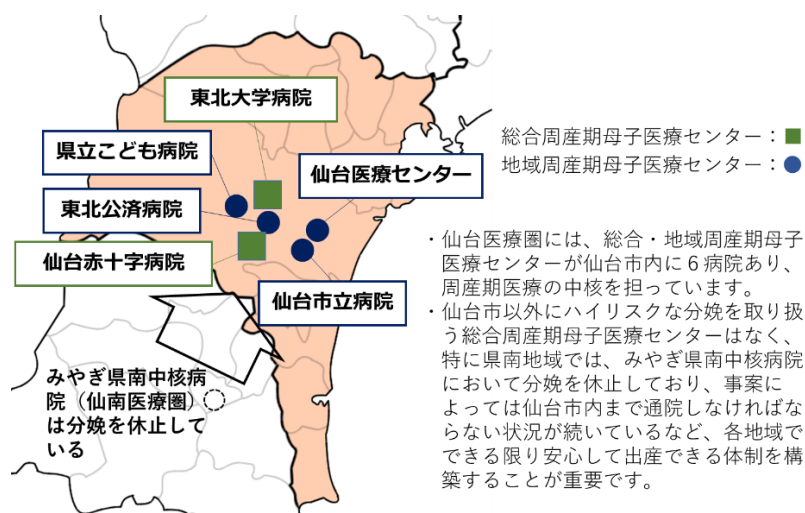 東北大学病院
県立こども病院
仙台医療センター
東北公済病院
仙台赤十字病院
仙台市立病院
みやぎ県南中核病
院（仙南医療圏）
は分娩を休止して
いる
総合周産期母子医療センター：
地域周産期母子医療センター：
・仙台医療圏には、総合・地域周産期母子
医療センターが仙台市内に６病院あり、
周産期医療の中核を担っています。
・仙台市以外にハイリスクな分娩を取り扱
う総合周産期母子医療センターはなく、
特に県南地域では、みやぎ県南中核病院
において分娩を休止しており、事案に
よっては仙台市内まで通院しなければな
らない状況が続いているなど、各地域で
できる限り安心して出産できる体制を構
築することが重要です。